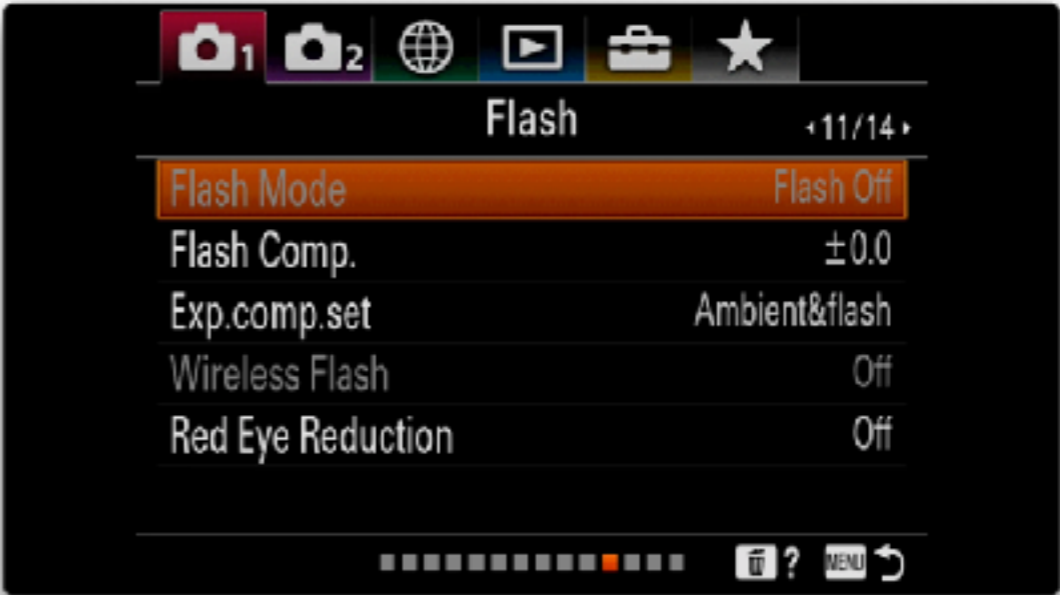 1 2
Flash 11/14
Flash Mode Flash Off
Flash Comp. ±0.0
Exp.comp.set Ambient&flash
Wireless Flash Off
Red Eye Reduction Off
? MENU